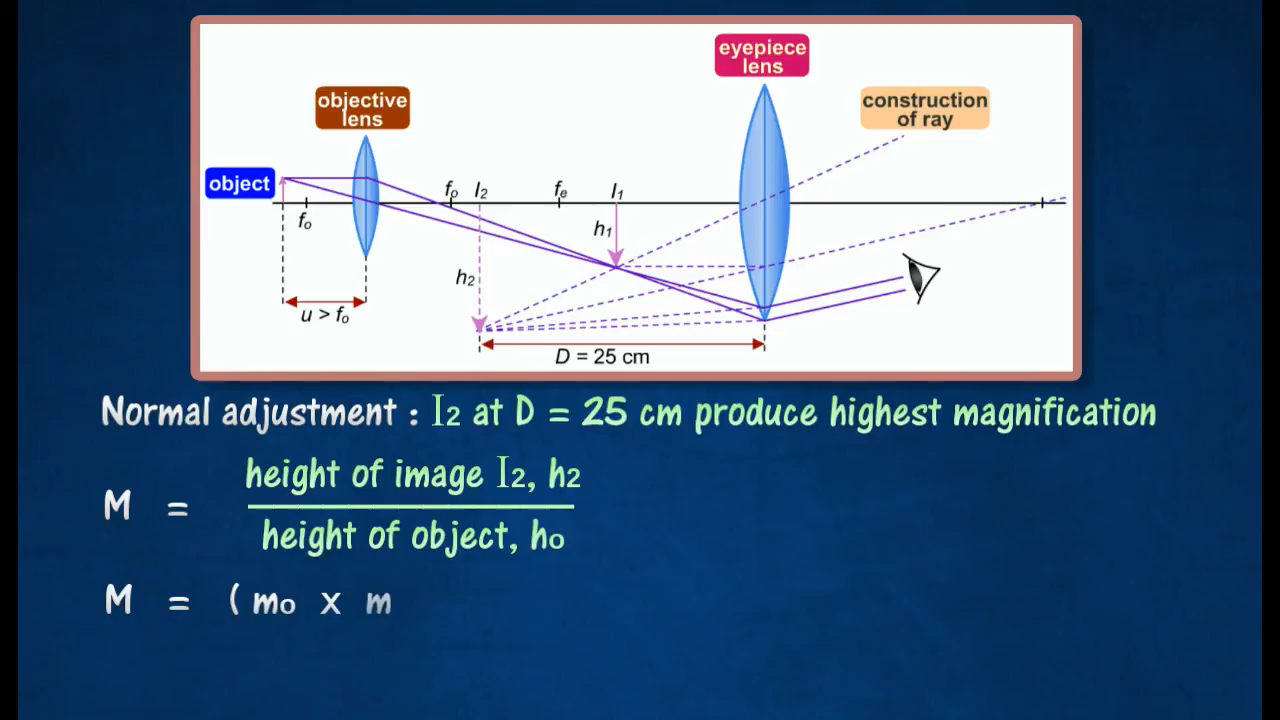 eyepiece
lens
objective
lens
construction
of ray
object
fo I2 fe I1
fo
h1
h2
u > fo
D = 25 cm
Normal adjustment : I2 at D = 25 cm produce highest magnification
height of image I2, h2
M =
height of object, ho
M = ( mo x m